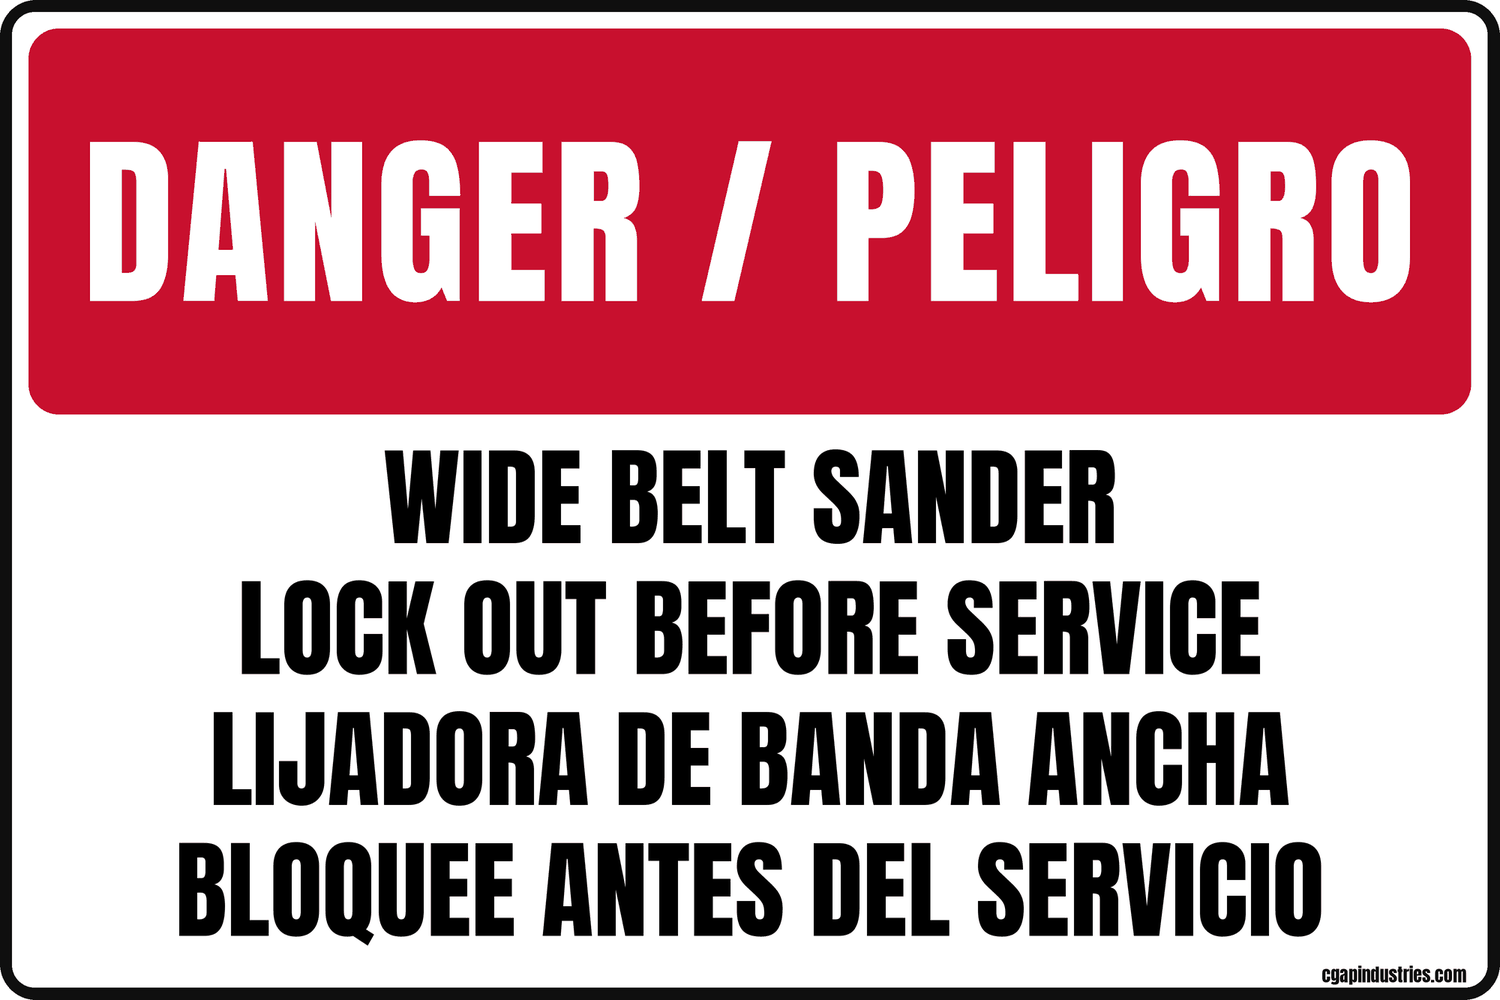 DANGER / PELIGRO
WIDE BELT SANDER
LOCK OUT BEFORE SERVICE
LIJADORA DE BANDA ANCHA
BLOQUEE ANTES DEL SERVICIO
cgapindustries.com